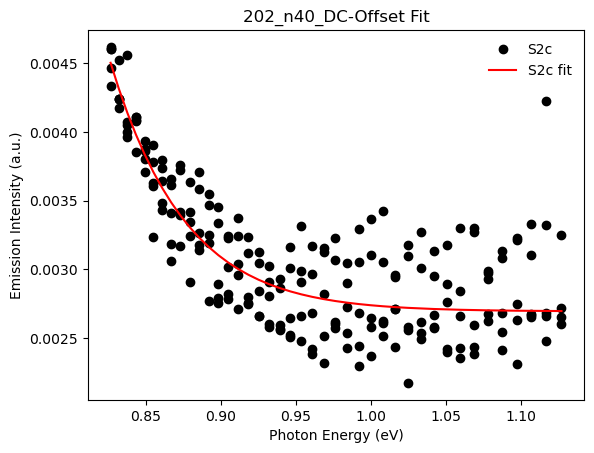 202_n40_DC-Offset Fit
S2c
S2c fit
Emission Intensity (a.u.)
0.0045
0.0040
0.0035
0.0030
0.0025
0.85 0.90 0.95 1.00 1.05 1.10
Photon Energy (eV)